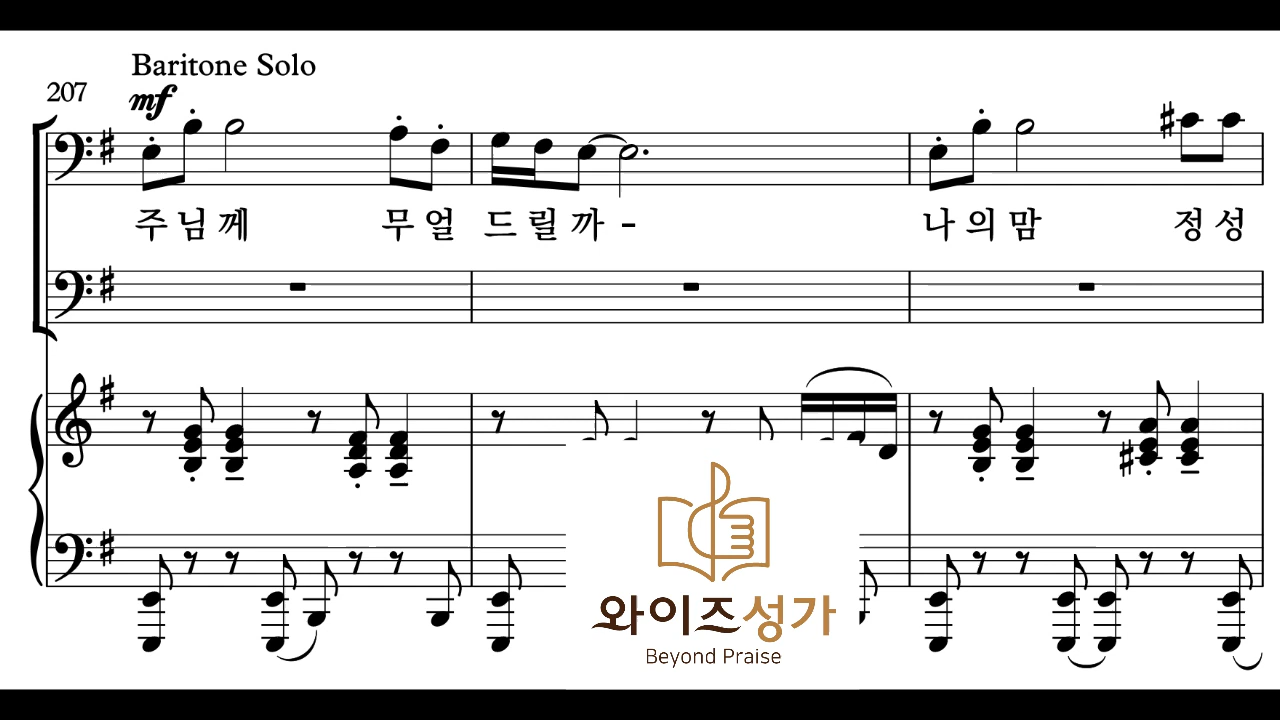 Baritone Solo
207
mf
주님께 무얼 드릴까 - 나의맘 정성
와이즈성가
Beyond Praise